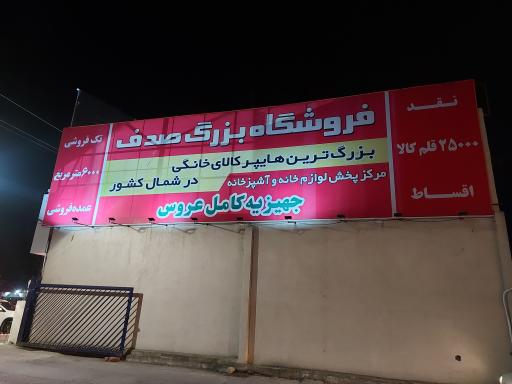 نقد
۲۵۰۰۰ قلم کالا
اقساط
فروشگاه بزرگ صدف
بزرگ ترین هایپر کالای خانگی
در شمال کشور
مرکز پخش لوازم خانه و آشپزخانه
جهیزیه کامل عروس
تک فروشی
۶۰۰۰ متر مربع
عمده فروشی